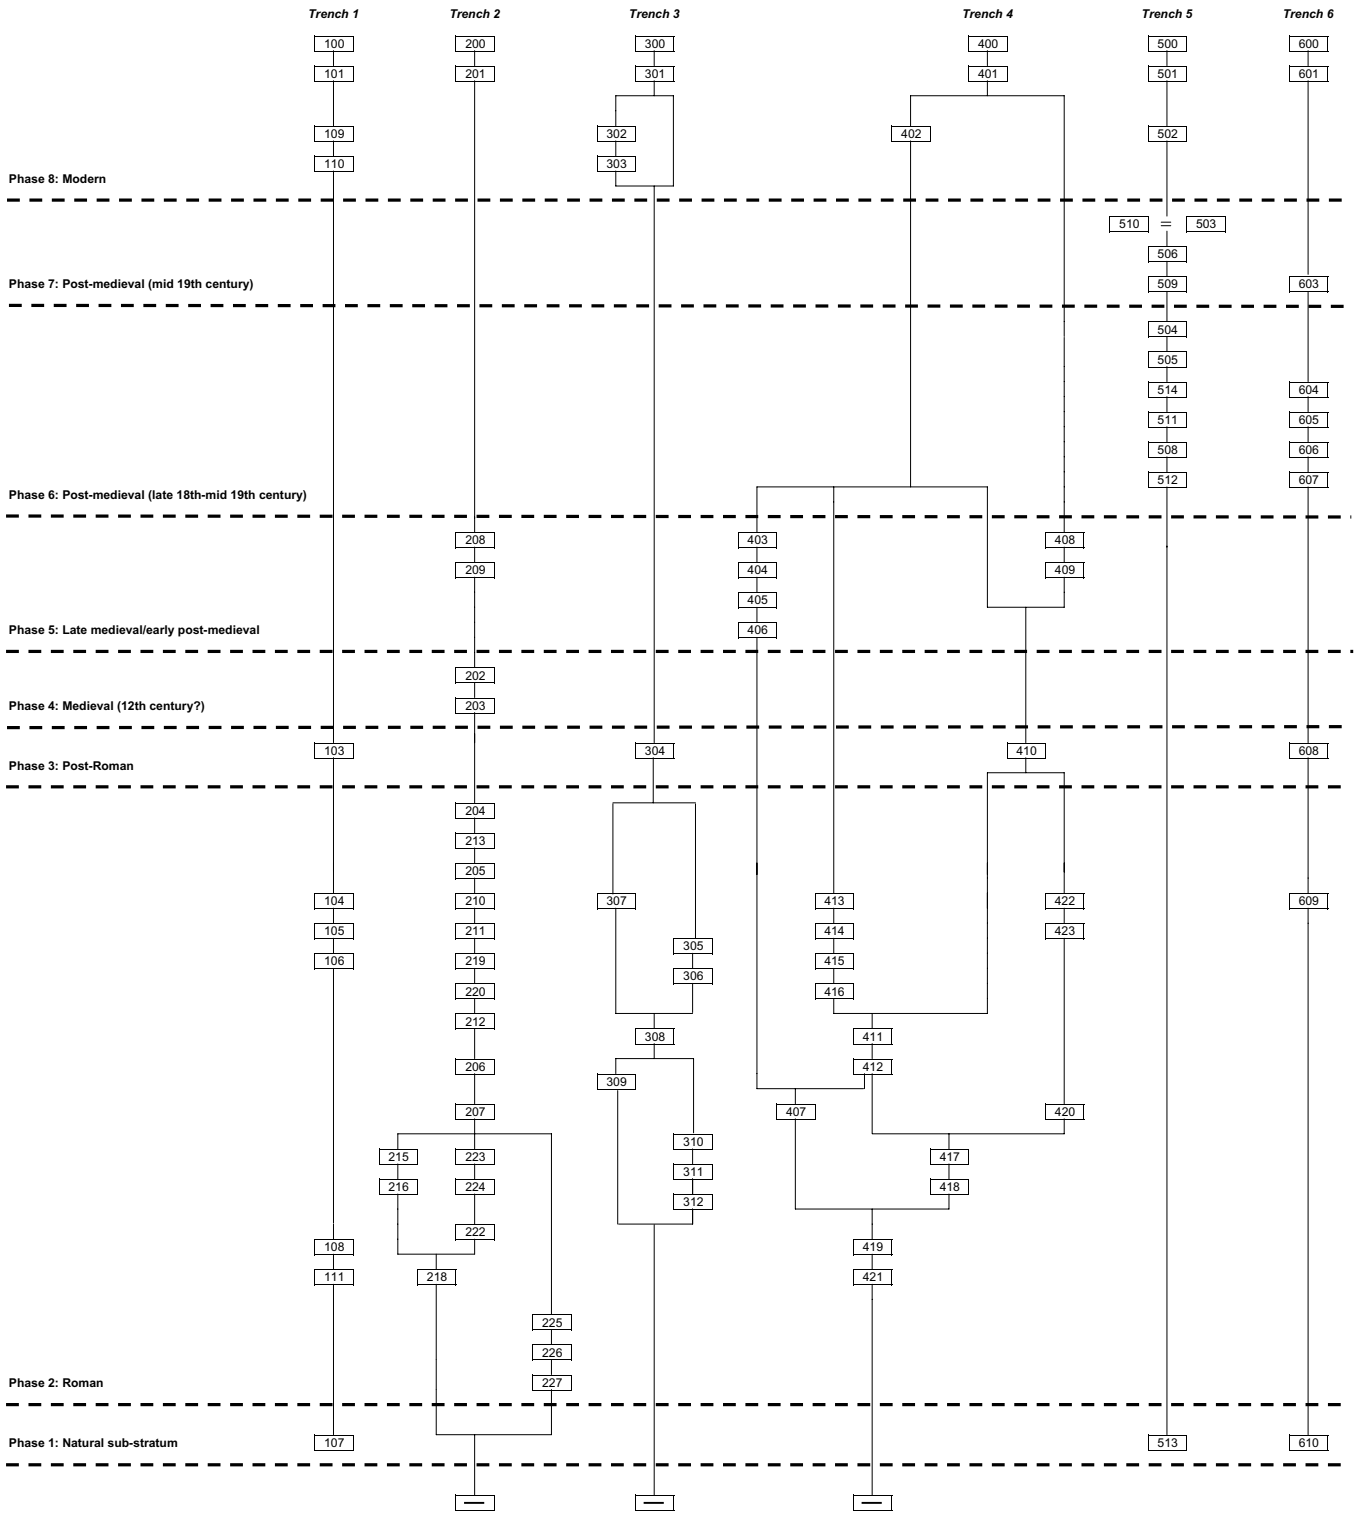 Trench 1 Trench 2 Trench 3 Trench 4 Trench 5 Trench 6
100 200 300 400 500 600
101 201 301 401 501 601
109 302 402 502
110 303
Phase 8: Modern
510 = 503
506
Phase 7: Post-medieval (mid 19th century) 509 603
504
505
514 604
511 605
508 606
512 607
Phase 6: Post-medieval (late 18th-mid 19th century)
208 403 408
209 404 409
405
Phase 5: Late medieval/early post-medieval 406
202
Phase 4: Medieval (12th century?) 203
103 304 410 608
Phase 3: Post-Roman
204
213
205
104 210 307 413 422 609
105 211 414 423
305
106 219 415
306
220 416
212
308 411
206 412
309
207 407 420
310
215 223 417
311
216 224 418
312
222
108 419
111 218 421
225
226
Phase 2: Roman 227
Phase 1: Natural sub-stratum 107 513 610